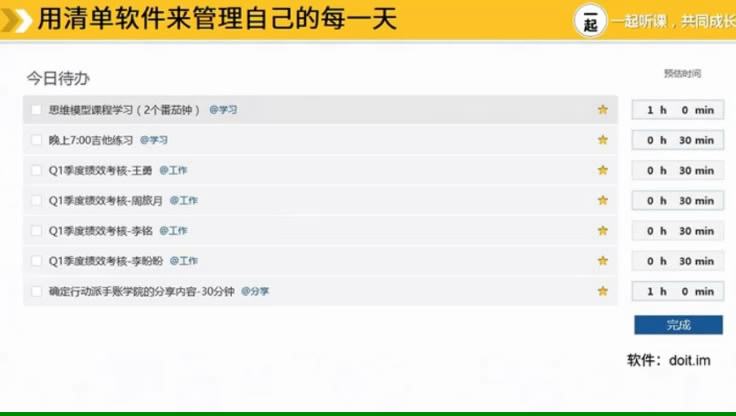 用清单软件来管理自己的每一天
一起
一起听课，共同成长
今日待办
预估时间
思维模型课程学习（2个番茄钟） @学习 1 h 0 min
晚上7:00吉他练习 @学习 0 h 30 min
Q1季度绩效考核-王勇 @工作 0 h 30 min
Q1季度绩效考核-周旅月 @工作 0 h 30 min
Q1季度绩效考核-李铭 @工作 0 h 30 min
Q1季度绩效考核-李盼盼 @工作 0 h 30 min
确定行动派手账学院的分享内容-30分钟 @分享 1 h 0 min
完成
软件：doit.im